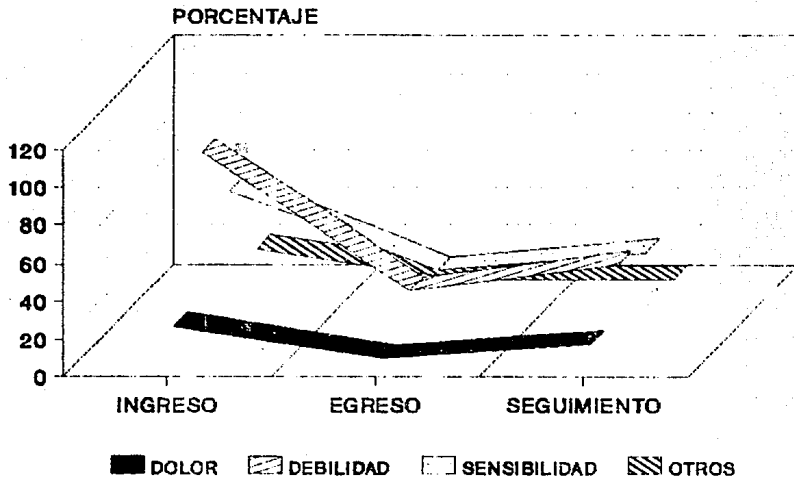 PORCENTAJE
120
100
80
60
40
20
0
INGRESO EGRESO SEGUIMIENTO
DOLOR DEBILIDAD SENSIBILIDAD OTROS